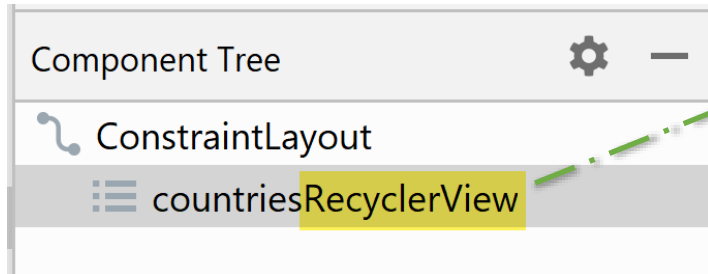 Component Tree
ConstraintLayout
countriesRecyclerView